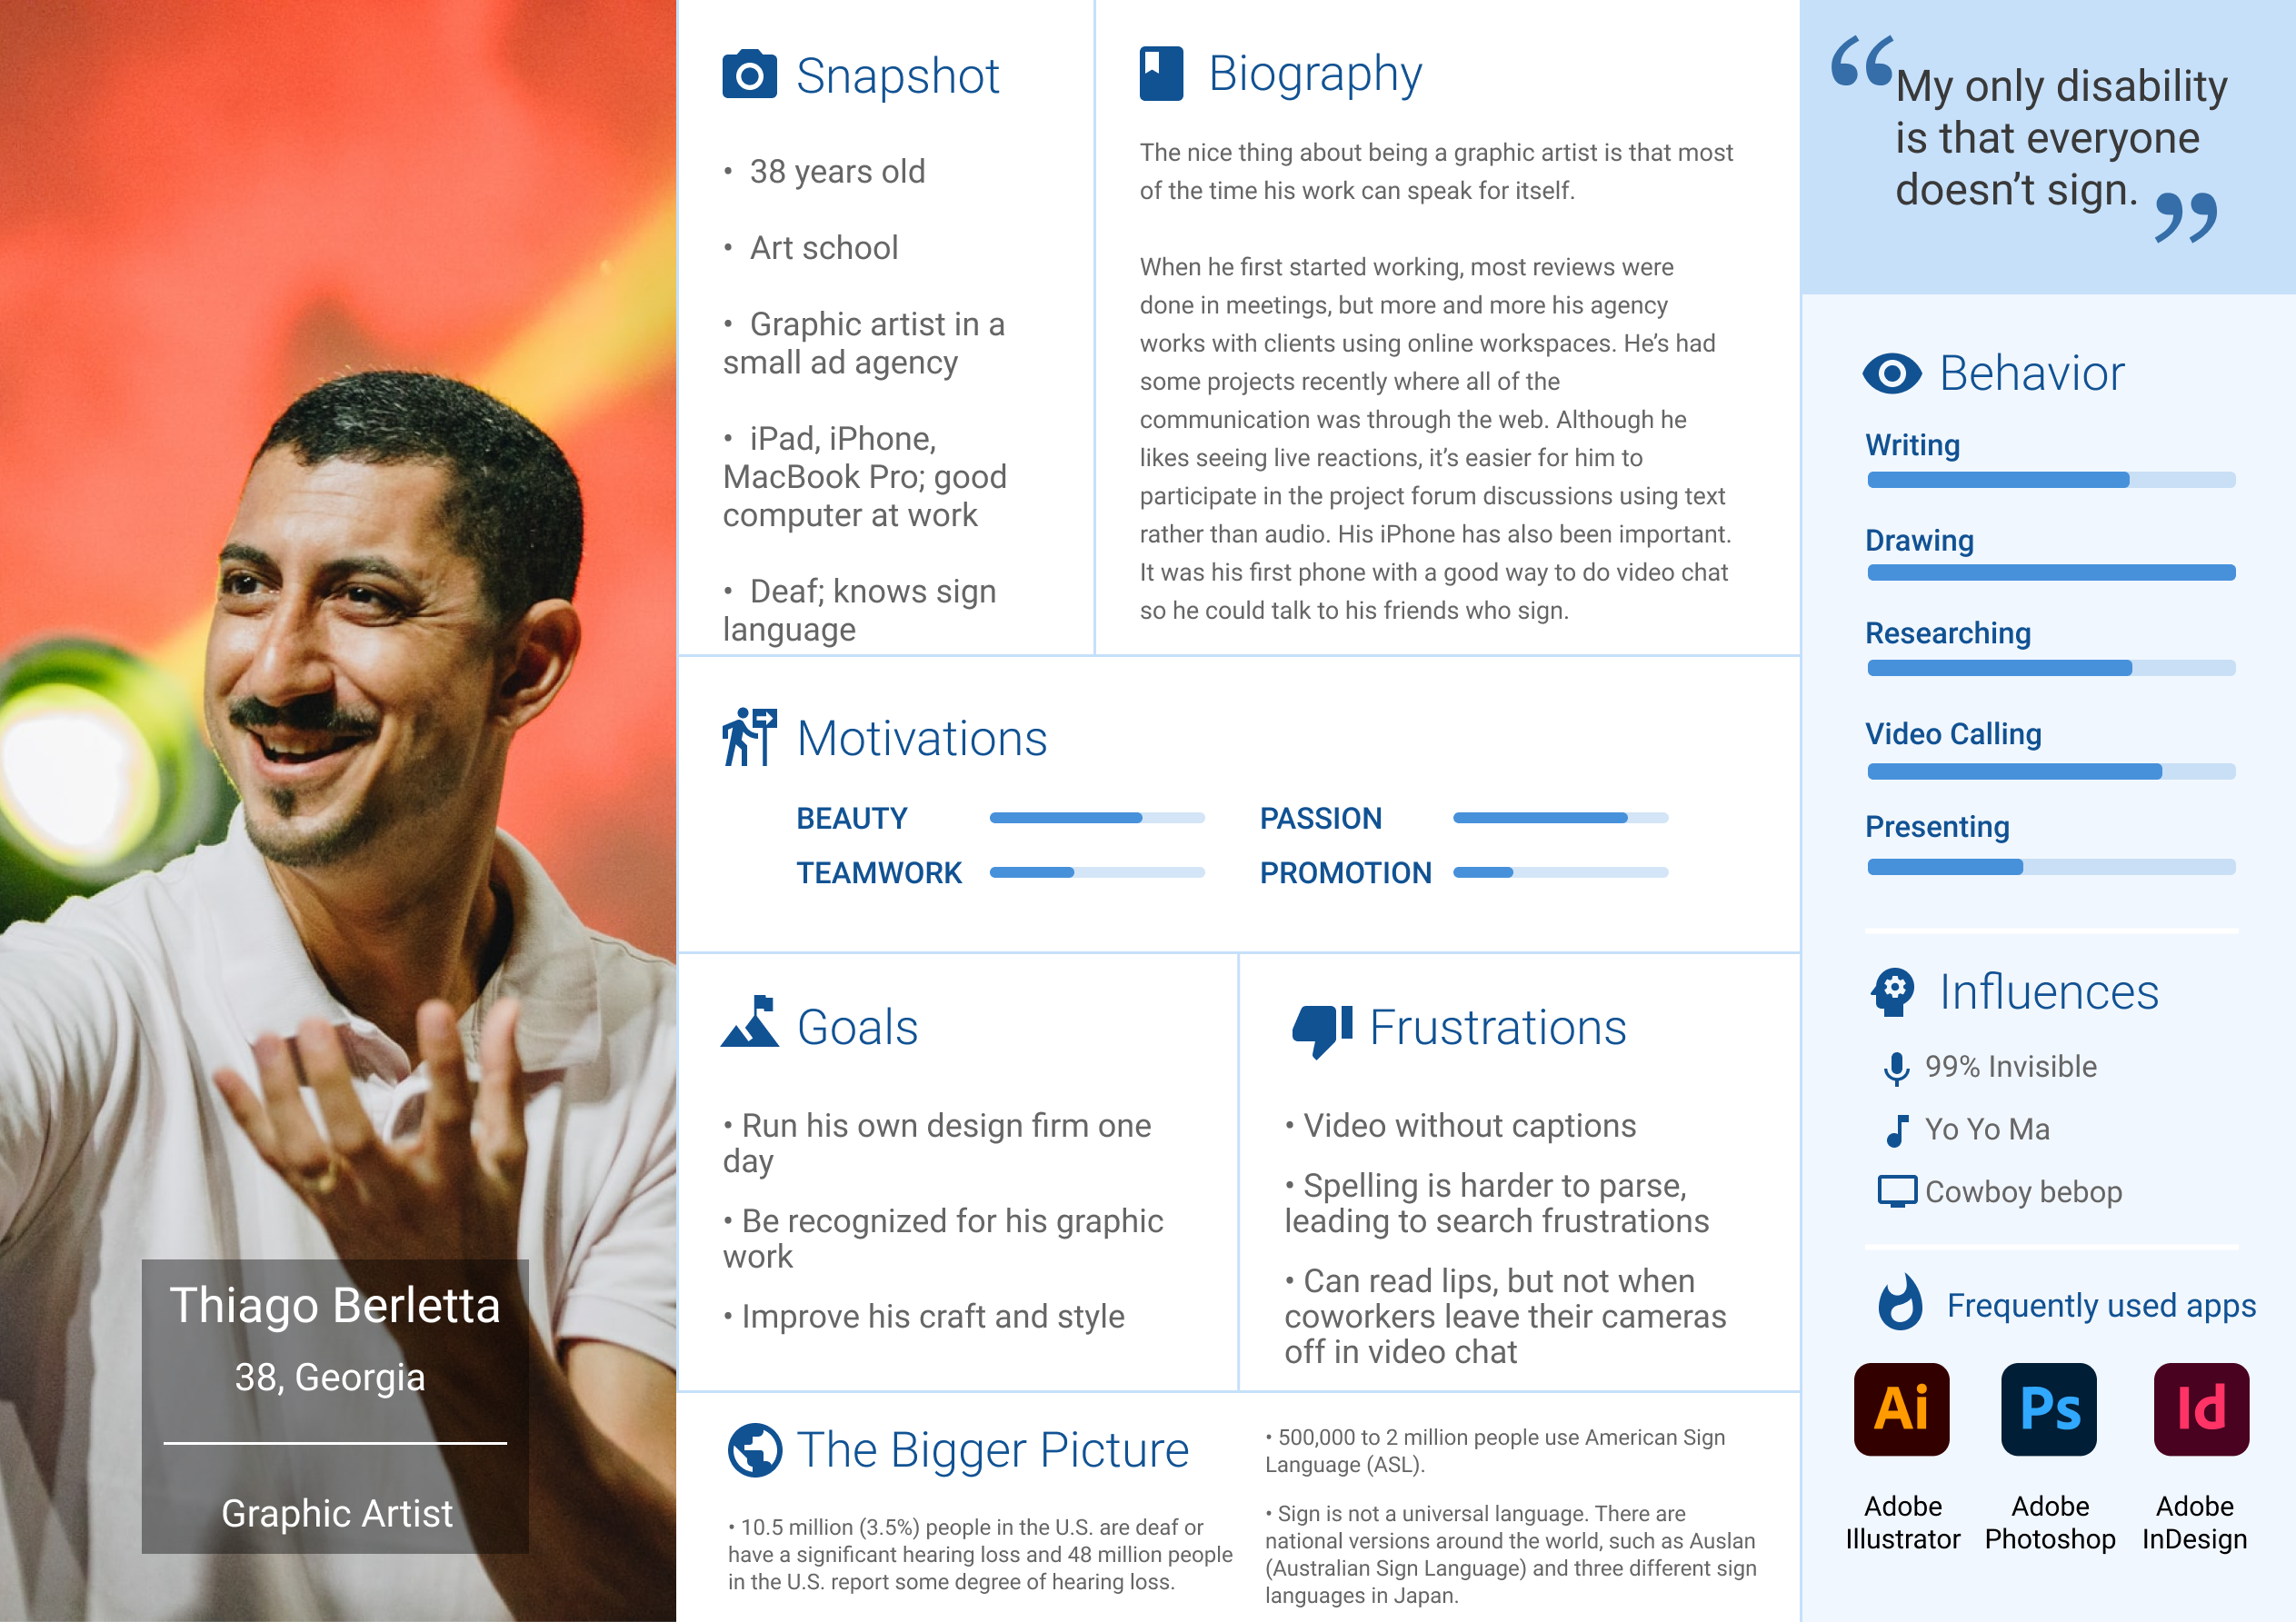 Thiago Berletta
38, Georgia
Graphic Artist
Snapshot
• 38 years old
• Art school
• Graphic artist in a
small ad agency
• iPad, iPhone,
MacBook Pro; good
computer at work
• Deaf; knows sign
language
Biography
The nice thing about being a graphic artist is that most
of the time his work can speak for itself.
When he first started working, most reviews were
done in meetings, but more and more his agency
works with clients using online workspaces. He’s had
some projects recently where all of the
communication was through the web. Although he
likes seeing live reactions, it’s easier for him to
participate in the project forum discussions using text
rather than audio. His iPhone has also been important.
It was his first phone with a good way to do video chat
so he could talk to his friends who sign.
Motivations
BEAUTY
PASSION
TEAMWORK
PROMOTION
Goals
• Run his own design firm one
day
• Be recognized for his graphic
work
• Improve his craft and style
Frustrations
• Video without captions
• Spelling is harder to parse,
leading to search frustrations
• Can read lips, but not when
coworkers leave their cameras
off in video chat
The Bigger Picture
• 10.5 million (3.5%) people in the U.S. are deaf or
have a significant hearing loss and 48 million people
in the U.S. report some degree of hearing loss.
• 500,000 to 2 million people use American Sign
Language (ASL).
• Sign is not a universal language. There are
national versions around the world, such as Auslan
(Australian Sign Language) and three different sign
languages in Japan.
“My only disability
is that everyone
doesn’t sign.”
Behavior
Writing
Drawing
Researching
Video Calling
Presenting
Influences
99% Invisible
Yo Yo Ma
Cowboy bebop
Frequently used apps
Ai Ps Id
Adobe Adobe Adobe
Illustrator Photoshop InDesign